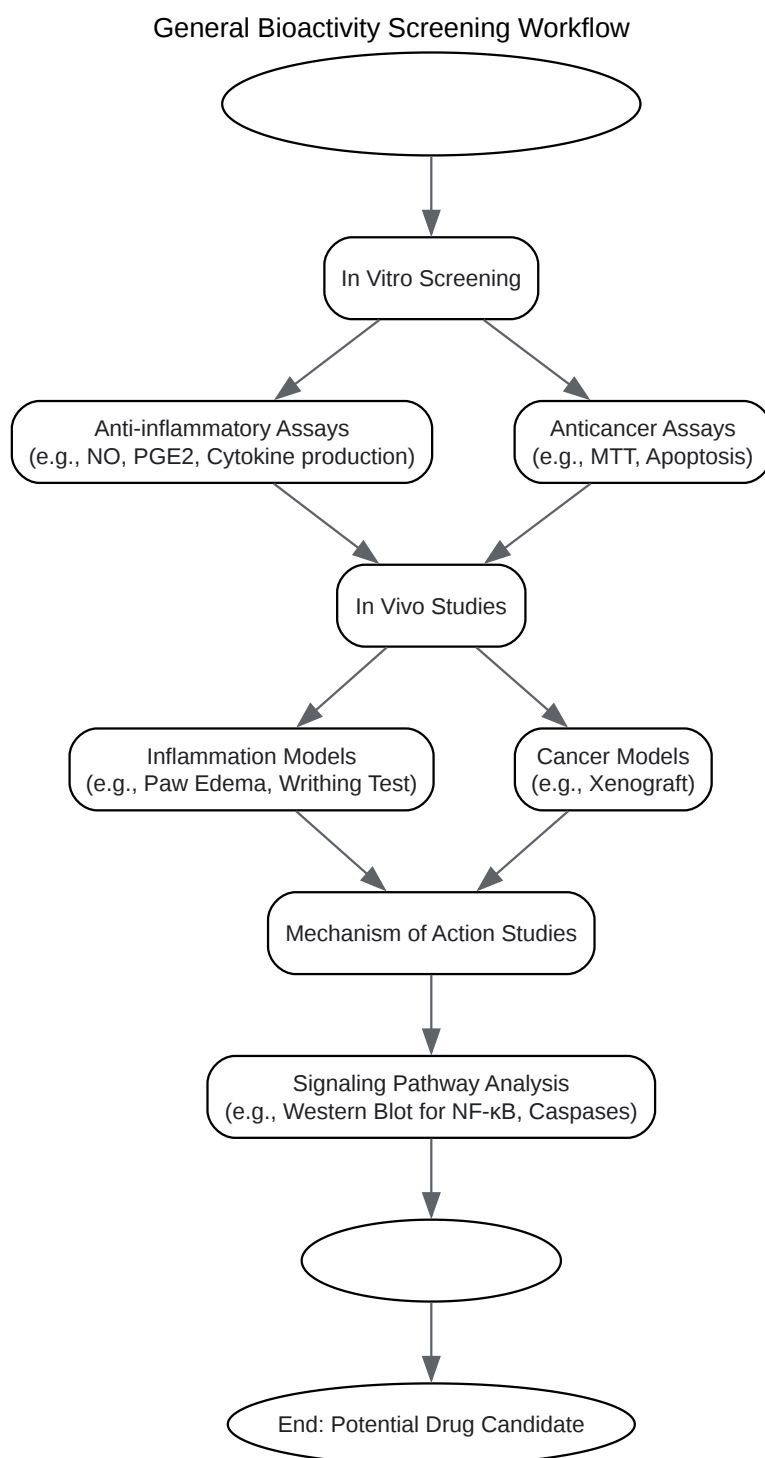 General Bioactivity Screening Workflow
In Vitro Screening
Anti-inflammatory Assays
(e.g., NO, PGE2, Cytokine production)
Anticancer Assays
(e.g., MTT, Apoptosis)
In Vivo Studies
Inflammation Models
(e.g., Paw Edema, Writhing Test)
Cancer Models
(e.g., Xenograft)
Mechanism of Action Studies
Signaling Pathway Analysis
(e.g., Western Blot for NF-κB, Caspases)
End: Potential Drug Candidate